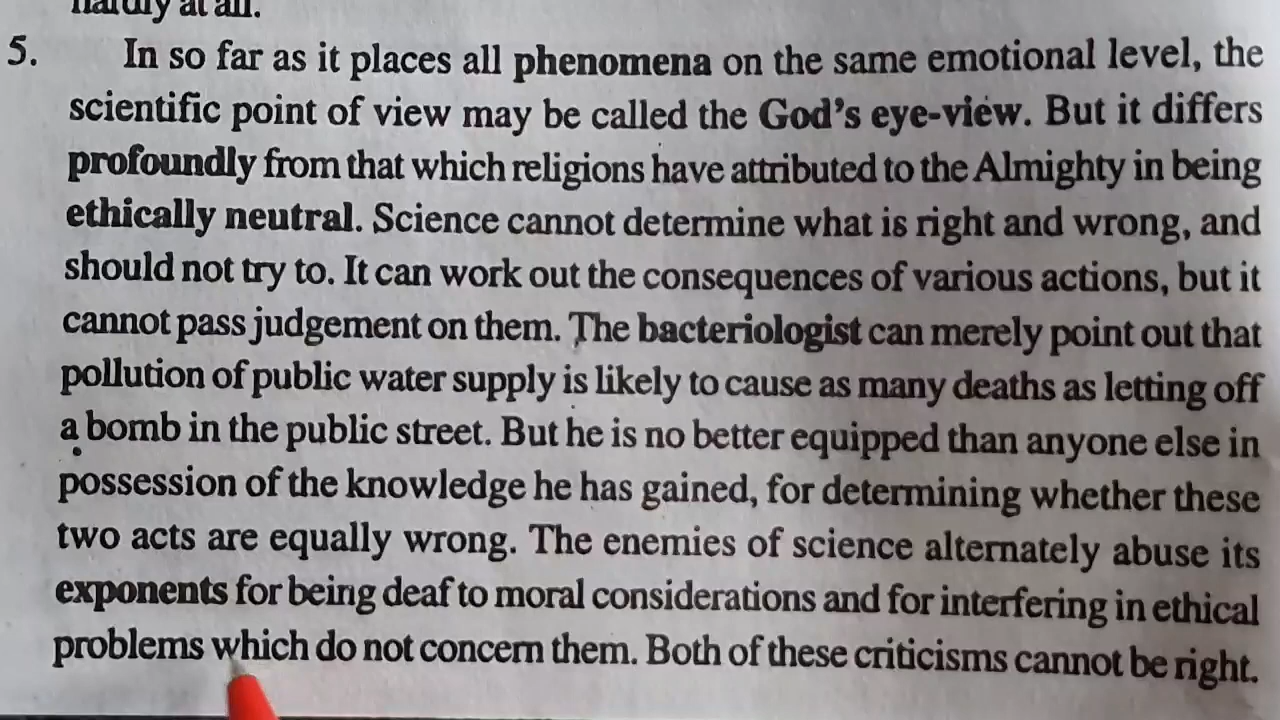 hardly at all.
5. In so far as it places all phenomena on the same emotional level, the
scientific point of view may be called the God's eye-view. But it differs
profoundly from that which religions have attributed to the Almighty in being
ethically neutral. Science cannot determine what is right and wrong, and
should not try to. It can work out the consequences of various actions, but it
cannot pass judgement on them. The bacteriologist can merely point out that
pollution of public water supply is likely to cause as many deaths as letting off
a bomb in the public street. But he is no better equipped than anyone else in
possession of the knowledge he has gained, for determining whether these
two acts are equally wrong. The enemies of science alternately abuse its
exponents for being deaf to moral considerations and for interfering in ethical
problems which do not concern them. Both of these criticisms cannot be right.